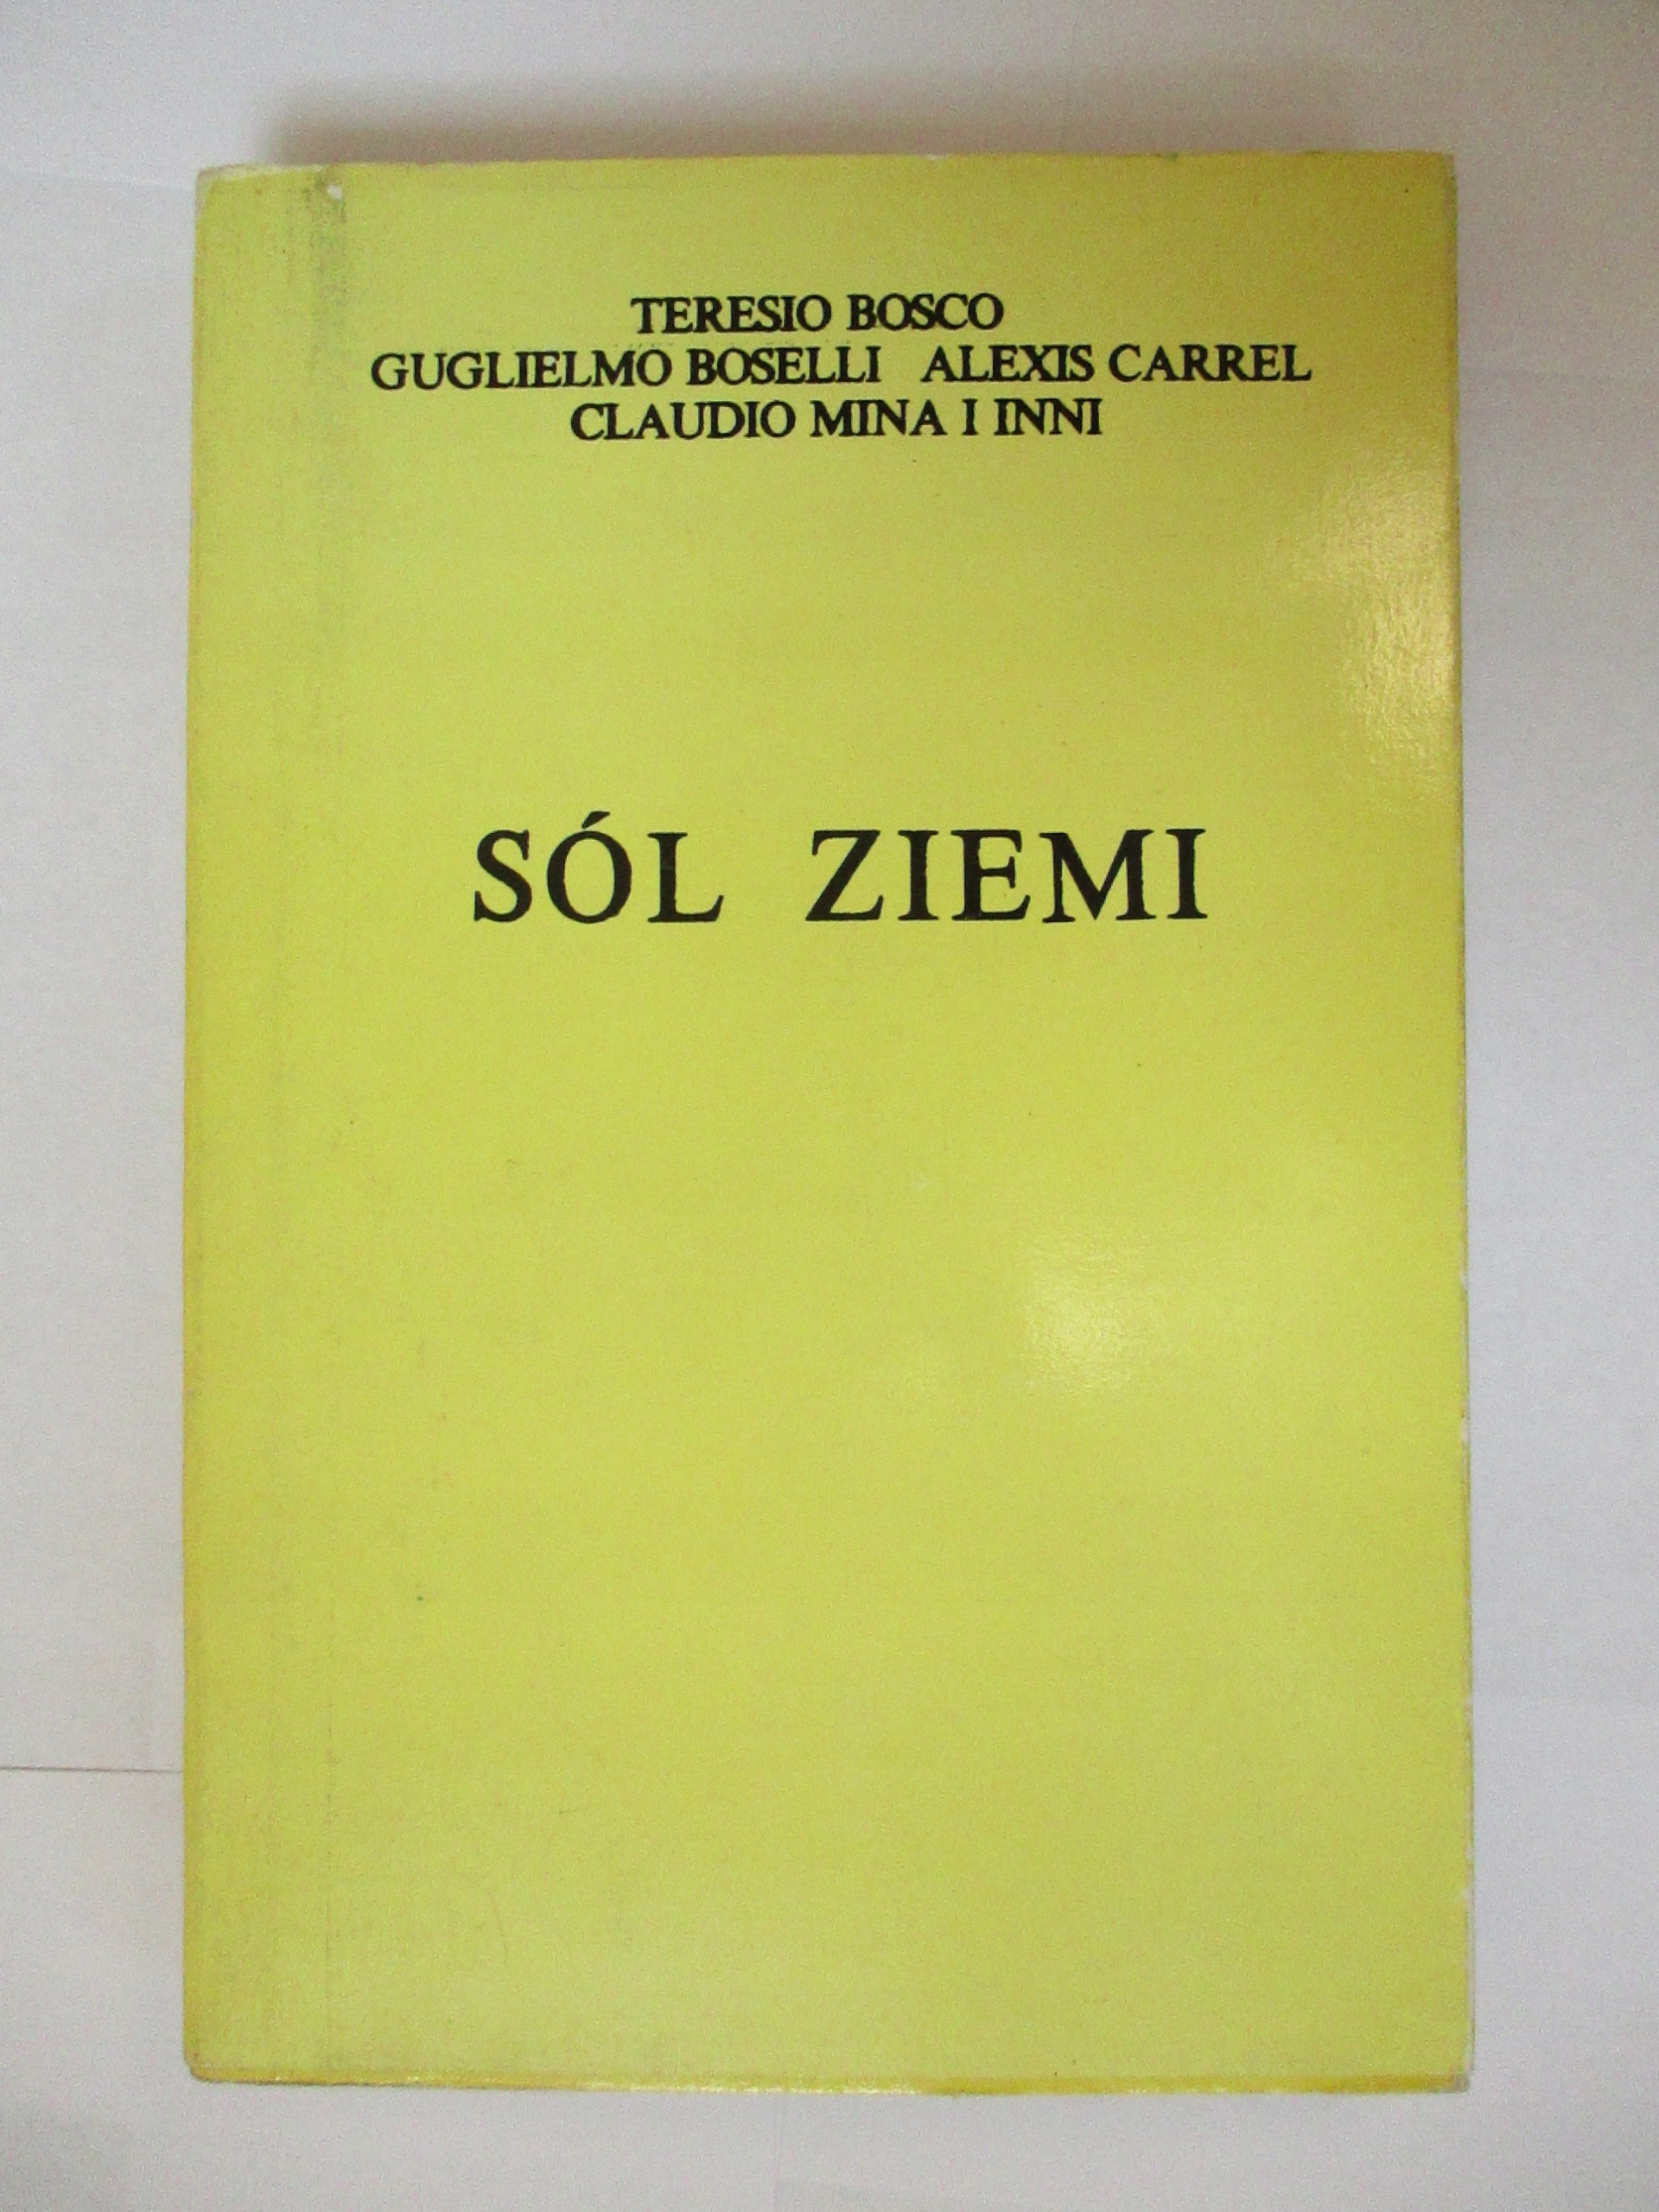 TERESIO BOSCO
GUGLIELMO BOSELLI ALEXIS CARREL
CLAUDIO MINA I INNI
SÓL ZIEMI